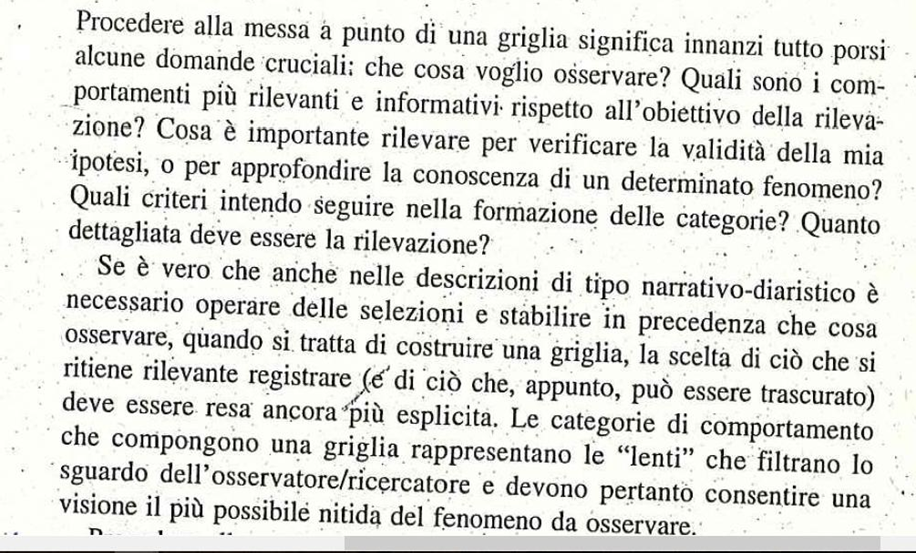 Procedere alla messa a punto di una griglia significa innanzi tutto porsi
alcune domande cruciali: che cosa voglio osservare? Quali sono i com-
portamenti più rilevanti e informativi rispetto all'obiettivo della rileva-
zione? Cosa è importante rilevare per verificare la validità della mia
ipotesi, o per approfondire la conoscenza di un determinato fenomeno?
Quali criteri intendo seguire nella formazione delle categorie? Quanto
dettagliata deve essere la rilevazione?
Se è vero che anche nelle descrizioni di tipo narrativo-diaristico è
necessario operare delle selezioni e stabilire in precedenza che cosa
osservare, quando si tratta di costruire una griglia, la scelta di ciò che si
ritiene rilevante registrare (e di ciò che, appunto, può essere trascurato)
deve essere resa ancora più esplicita. Le categorie di comportamento
che compongono una griglia rappresentano le “lenti” che filtrano lo
sguardo dell'osservatore/ricercatore e devono pertanto consentire una
visione il più possibile nitida del fenomeno da osservare.